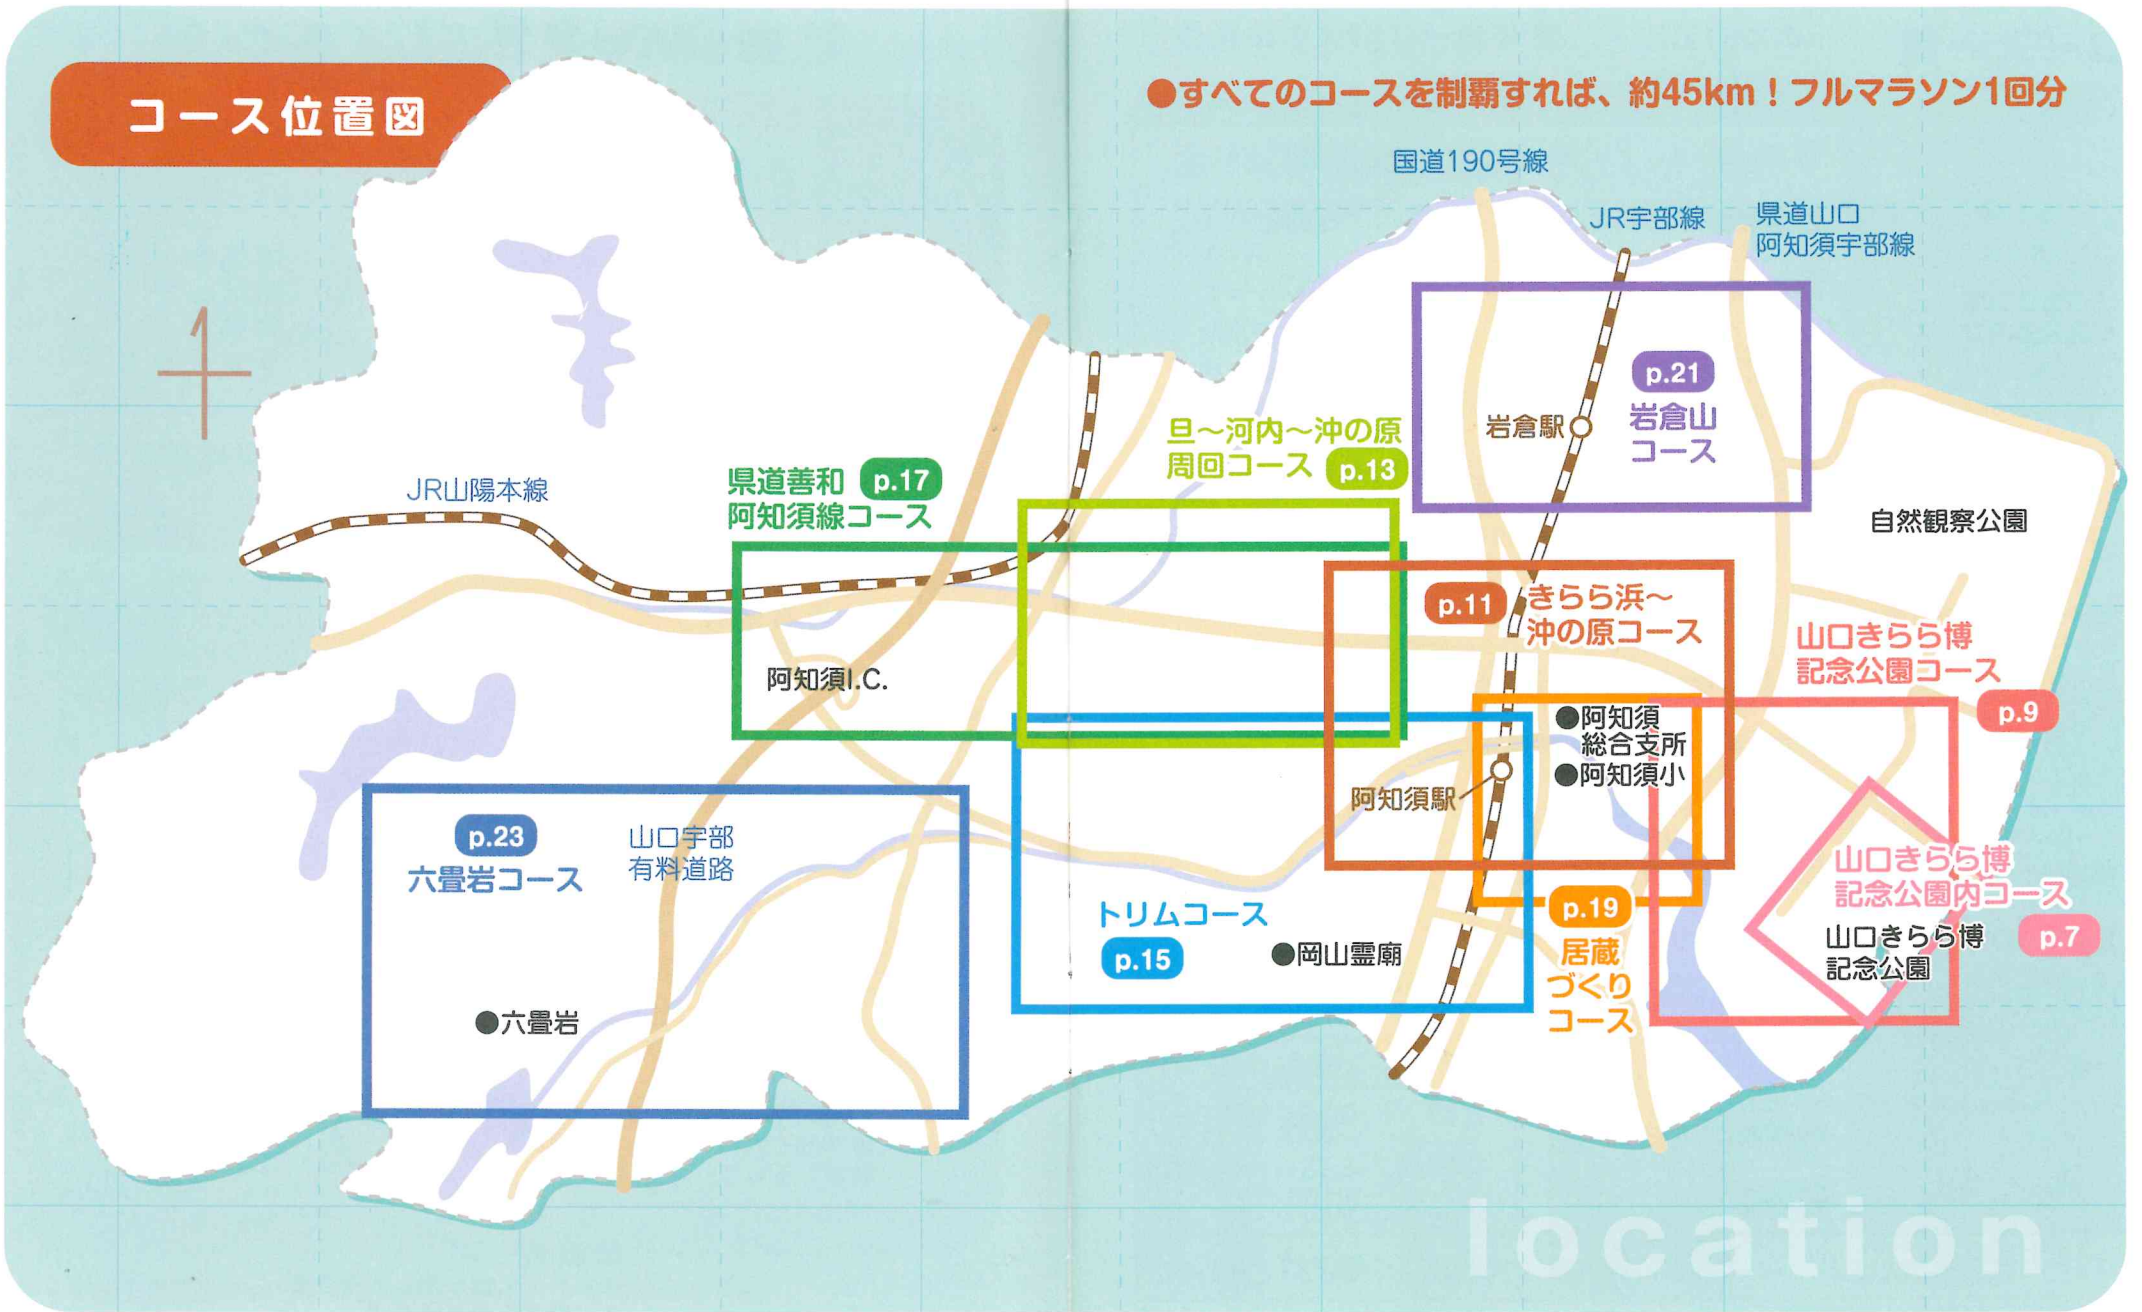 コース位置図
●すべてのコースを制覇すれば、約45km！フルマラソン1回分
国道190号線
JR宇部線
県道山口
阿知須宇部線
p.21
岩倉山
コース
岩倉駅
旦～河内～沖の原
周回コース p.13
県道善和 p.17
阿知須線コース
JR山陽本線
自然観察公園
p.11 きらら浜～
沖の原コース
山口きらら博
記念公園コース
p.9
阿知須I.C.
●阿知須
総合支所
●阿知須小
阿知須駅
p.23
六畳岩コース
山口宇部
有料道路
山口きらら博
記念公園内コース
p.7
山口きらら博
記念公園
トリムコース
p.15
●岡山霊廟
p.19
居蔵
づくり
コース
●六畳岩
location